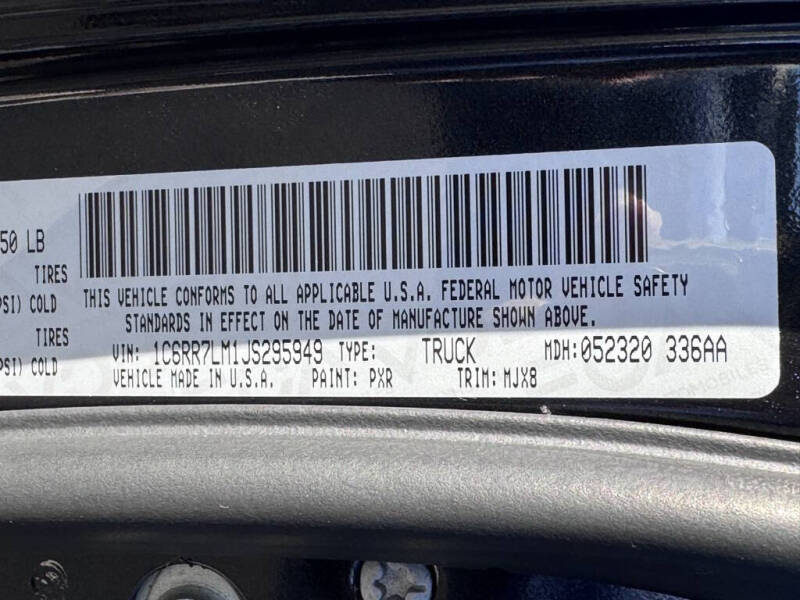 50 LB
TIRES
PSI) COLD
TIRES
PSI) COLD
THIS VEHICLE CONFORMS TO ALL APPLICABLE U.S.A. FEDERAL MOTOR VEHICLE SAFETY
STANDARDS IN EFFECT ON THE DATE OF MANUFACTURE SHOWN ABOVE.
VIN: 1C6RR7LM1JS295949 TYPE: TRUCK MDH: 052320 336AA
VEHICLE MADE IN U.S.A. PAINT: PXR TRIM: MJX8